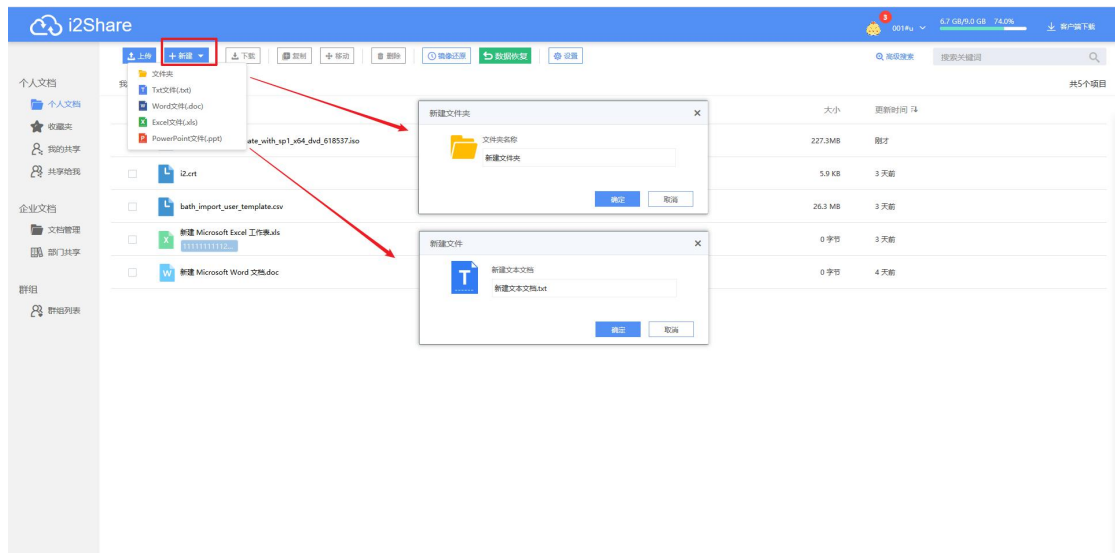 i2Share
3
001#u
6.7 GB/9.0 GB 74.0%
客户端下载
上传
新建
下载
复制
移动
删除
镜像还原
数据恢复
设置
高级搜索
搜索关键词
个人文档
个人文档
收藏夹
我的共享
共享给我
企业文档
文档管理
部门共享
群组
群组列表
文件夹
Txt文件(.txt)
Word文件(.doc)
Excel文件(.xls)
PowerPoint文件(.ppt)
我
共5个项目
大小
更新时间
ate_with_sp1_x64_dvd_618537.iso
227.3MB
刚才
i2.crt
5.9 KB
3 天前
bath_import_user_template.csv
26.3 MB
3 天前
新建 Microsoft Excel 工作表.xls
11111111112...
0 字节
3 天前
新建 Microsoft Word 文档.doc
0 字节
4 天前
新建文件夹
文件夹名称
新建文件夹
确定
取消
新建文件
新建文本文档
新建文本文档.txt
确定
取消